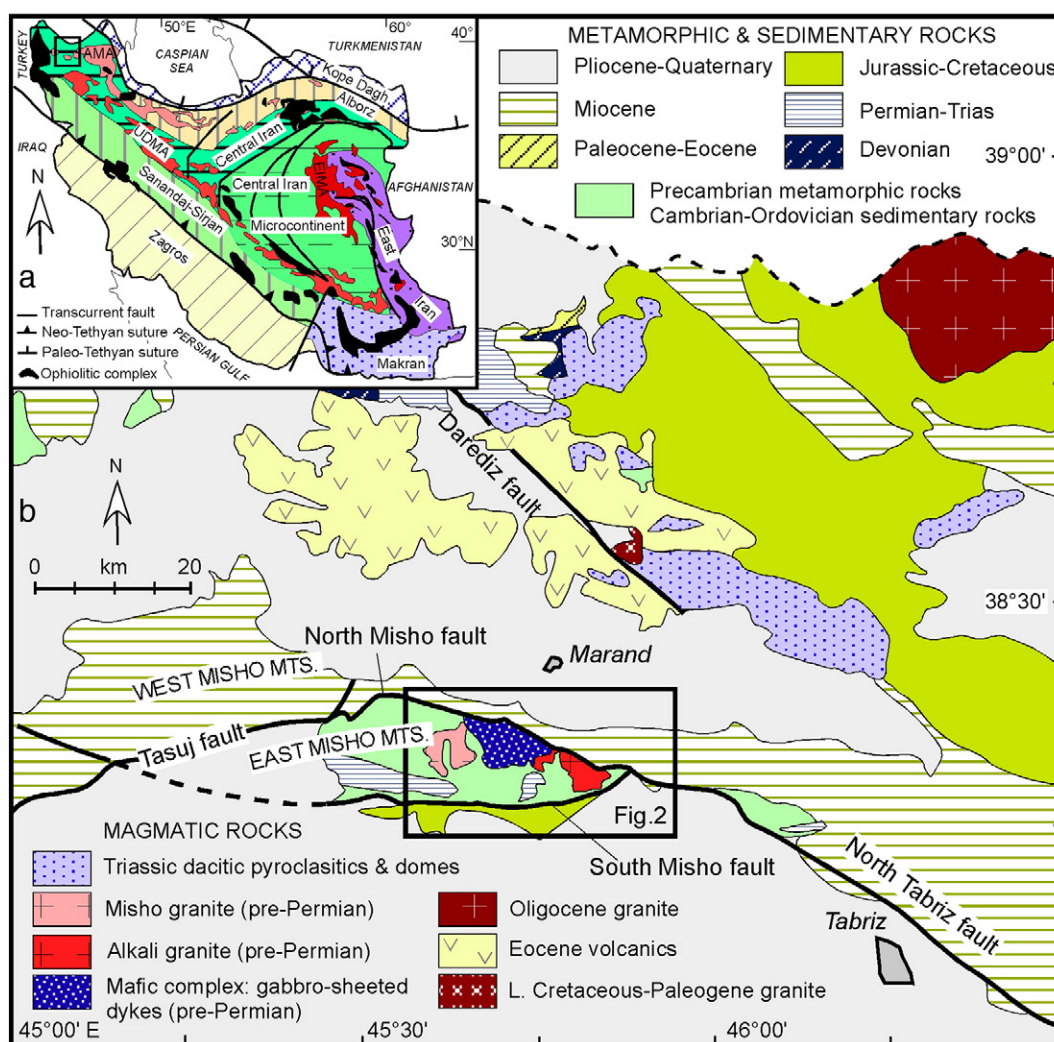 50°E
60°
40°
TURKEY
AMA
CASPIAN
SEA
TURKMENISTAN
Kope Dagh
Alborz
UDMA
Central Iran
IRAQ
N
Sanandaj-Sirjan
Central Iran
EIMA
AFGHANISTAN
Microcontinent
30°N
Zagros
East
Iran
a
Transcurrent fault
Neo-Tethyan suture
Paleo-Tethyan suture
Ophiolitic complex
PERSIAN GULF
Makran
METAMORPHIC & SEDIMENTARY ROCKS
Pliocene-Quaternary
Jurassic-Cretaceous
Miocene
Permian-Trias
Paleocene-Eocene
Devonian
39°00'
Precambrian metamorphic rocks
Cambrian-Ordovician sedimentary rocks
Darediz fault
N
b
0 km 20
38°30'
North Misho fault
Marand
WEST MISHO MTS.
Tasuj fault
EAST MISHO MTS.
Fig.2
South Misho fault
North Tabriz fault
Tabriz
MAGMATIC ROCKS
Triassic dacitic pyroclasitics & domes
Misho granite (pre-Permian)
Oligocene granite
Alkali granite (pre-Permian)
Eocene volcanics
Mafic complex: gabbro-sheeted
dykes (pre-Permian)
L. Cretaceous-Paleogene granite
45°00' E
45°30'
46°00'